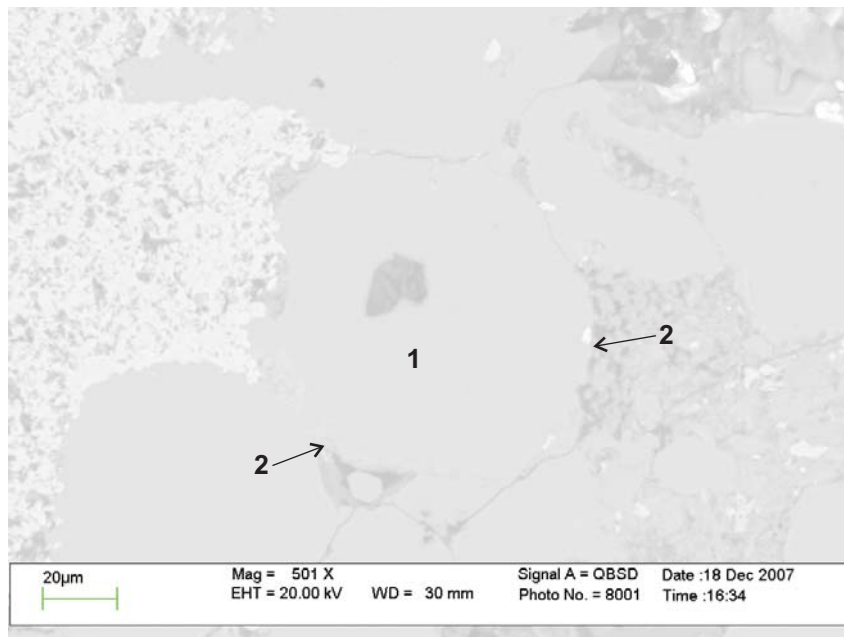 1
2
2
20µm
Mag = 501 X
EHT = 20.00 kV WD = 30 mm
Signal A = QBSD
Photo No. = 8001
Date :18 Dec 2007
Time :16:34